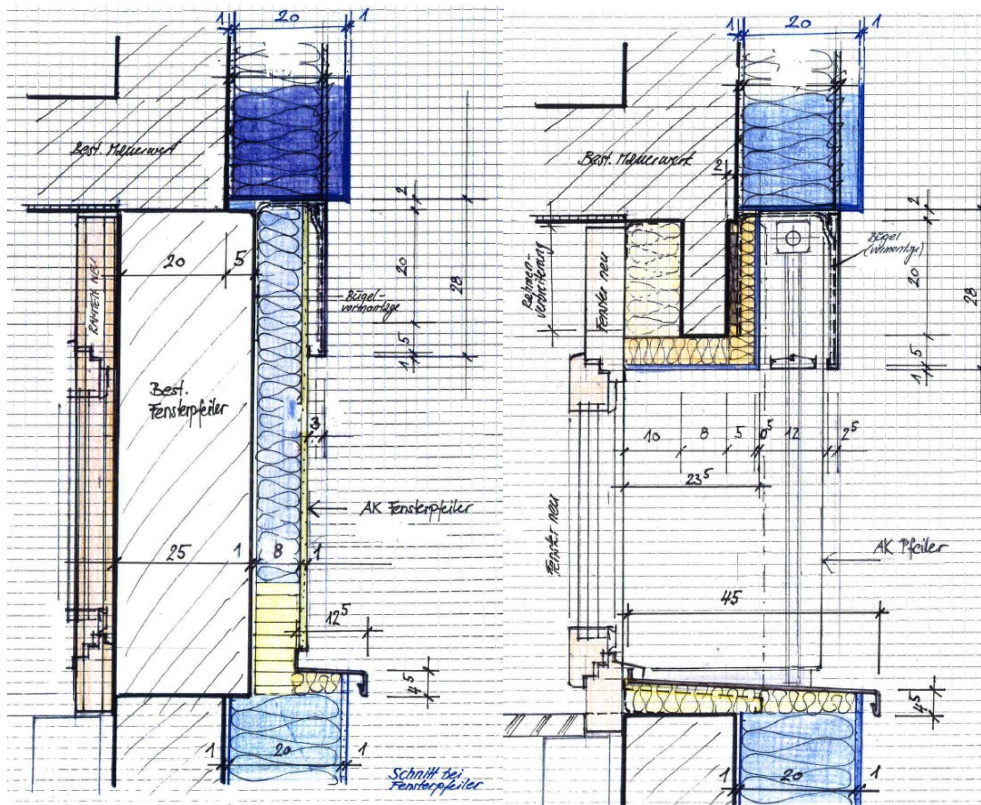 1 20 1
Best. Mauerwerk
2
20 5
20
28
RAHMEN NEU
Bügel-
vormontage
5
1
Best.
Fensterpfeiler
3
AK Fensterpfeiler
25 1 8 1
12⁵
4⁵
1 20 1
Schnitt bei
Fensterpfeiler
1 20 1
Best. Mauerwerk
2
2
Bügel
(vormontage)
Rahmen-
verbreiterung
Fenster neu
20
28
5
1
10 8 5 0⁵ 12 2⁵
23⁵
Fenster neu
AK Pfeiler
45
4⁵
1 20 1